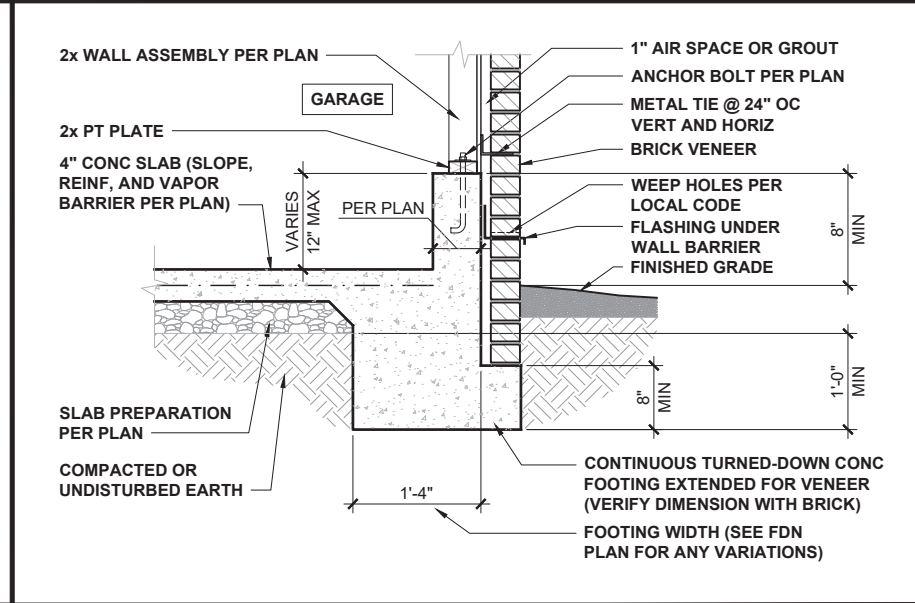 2x WALL ASSEMBLY PER PLAN
GARAGE
2x PT PLATE
4" CONC SLAB (SLOPE,
REINF, AND VAPOR
BARRIER PER PLAN)
VARIES
12" MAX
PER PLAN
1" AIR SPACE OR GROUT
ANCHOR BOLT PER PLAN
METAL TIE @ 24" OC
VERT AND HORIZ
BRICK VENEER
WEEP HOLES PER
LOCAL CODE
FLASHING UNDER
WALL BARRIER
FINISHED GRADE
8"
MIN
1'-0"
MIN
8"
MIN
SLAB PREPARATION
PER PLAN
COMPACTED OR
UNDISTURBED EARTH
1'-4"
CONTINUOUS TURNED-DOWN CONC
FOOTING EXTENDED FOR VENEER
(VERIFY DIMENSION WITH BRICK)
FOOTING WIDTH (SEE FDN
PLAN FOR ANY VARIATIONS)